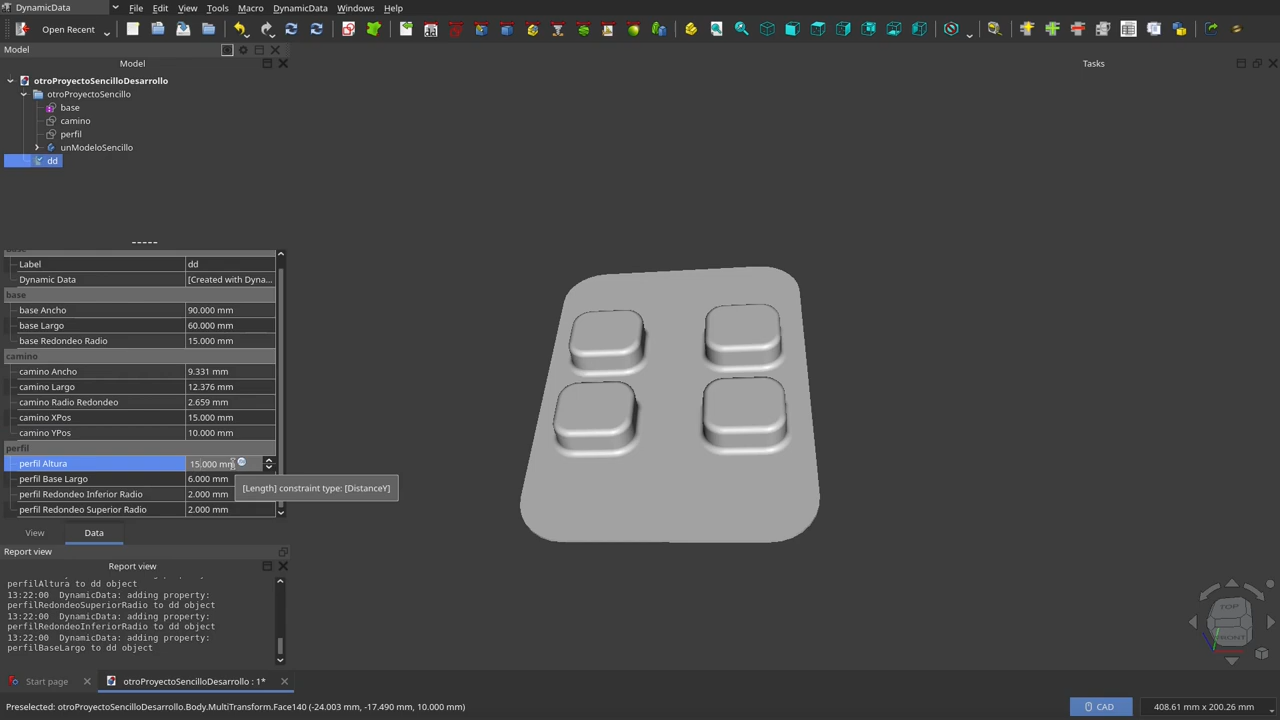 DynamicData File Edit View Tools Macro DynamicData Windows Help
Open Recent
Model
Model
Tasks
otroProyectoSencilloDesarrollo
otroProyectoSencillo
base
camino
perfil
unModeloSencillo
dd
Label dd
Dynamic Data [Created with Dyna...
base
base Ancho 90.000 mm
base Largo 60.000 mm
base Redondeo Radio 15.000 mm
camino
camino Ancho 9.331 mm
camino Largo 12.376 mm
camino Radio Redondeo 2.659 mm
camino XPos 15.000 mm
camino YPos 10.000 mm
perfil
perfil Altura 15.000 mm
perfil Base Largo 6.000 mm
[Length] constraint type: [DistanceY]
perfil Redondeo Inferior Radio 2.000 mm
perfil Redondeo Superior Radio 2.000 mm
View Data
Report view
Report view
perfilAltura to dd object
13:22:00 DynamicData: adding property:
perfilRedondeoSuperiorRadio to dd object
13:22:00 DynamicData: adding property:
perfilRedondeoInferiorRadio to dd object
13:22:00 DynamicData: adding property:
perfilBaseLargo to dd object
TOP
FRONT
Start page otroProyectoSencilloDesarrollo : 1*
Preselected: otroProyectoSencilloDesarrollo.Body.MultiTransform.Face140 (-24.003 mm, -17.490 mm, 10.000 mm) CAD 408.61 mm x 200.26 mm